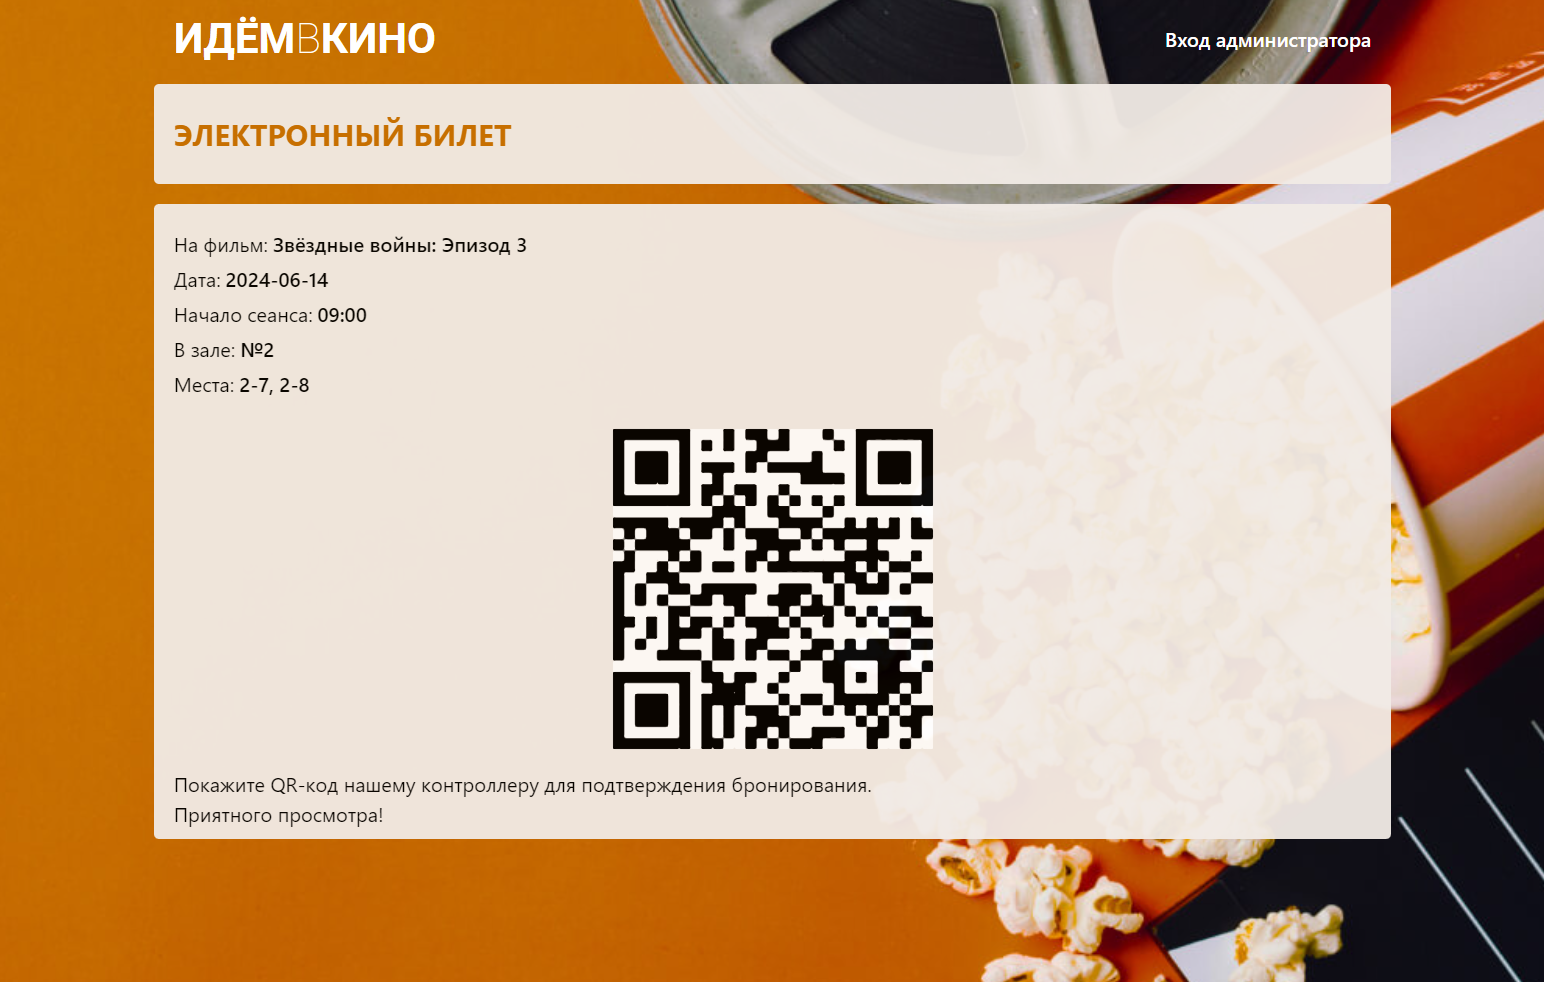 ИДЁМВКИНО
Вход администратора
ЭЛЕКТРОННЫЙ БИЛЕТ
На фильм: Звёздные войны: Эпизод 3
Дата: 2024-06-14
Начало сеанса: 09:00
В зале: №2
Места: 2-7, 2-8
Покажите QR-код нашему контроллеру для подтверждения бронирования.
Приятного просмотра!